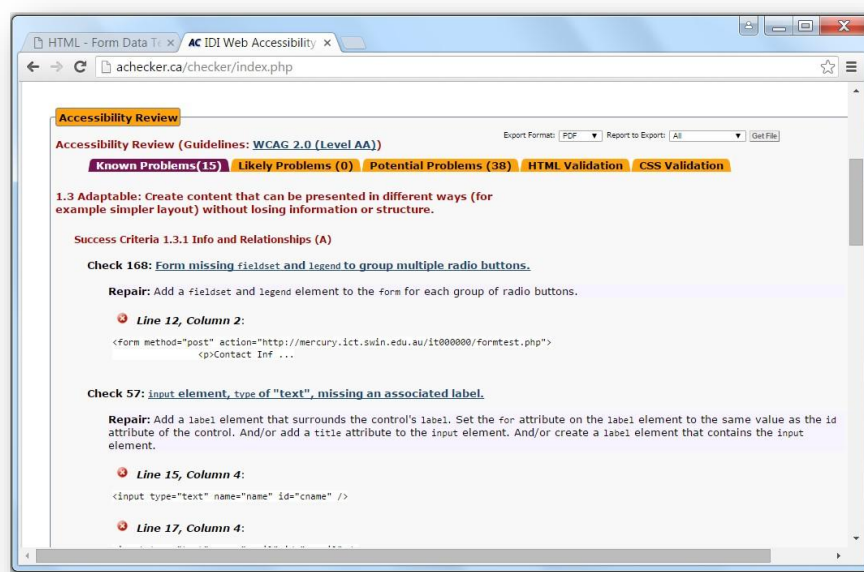 HTML - Form Data Te
AC IDI Web Accessibility
achecker.ca/checker/index.php
Accessibility Review
Export Format: PDF Report to Export: All Get File
Accessibility Review (Guidelines: WCAG 2.0 (Level AA))
Known Problems(15) Likely Problems (0) Potential Problems (38) HTML Validation CSS Validation
1.3 Adaptable: Create content that can be presented in different ways (for
example simpler layout) without losing information or structure.
Success Criteria 1.3.1 Info and Relationships (A)
Check 168: Form missing fieldset and legend to group multiple radio buttons.
Repair: Add a fieldset and legend element to the form for each group of radio buttons.
Line 12, Column 2:
<form method="post" action="http://mercury.ict.swin.edu.au/it000000/formtest.php">
<p>Contact Inf ...
Check 57: input element, type of "text", missing an associated label.
Repair: Add a label element that surrounds the control's label. Set the for attribute on the label element to the same value as the id
attribute of the control. And/or add a title attribute to the input element. And/or create a label element that contains the input
element.
Line 15, Column 4:
<input type="text" name="name" id="cname" />
Line 17, Column 4: